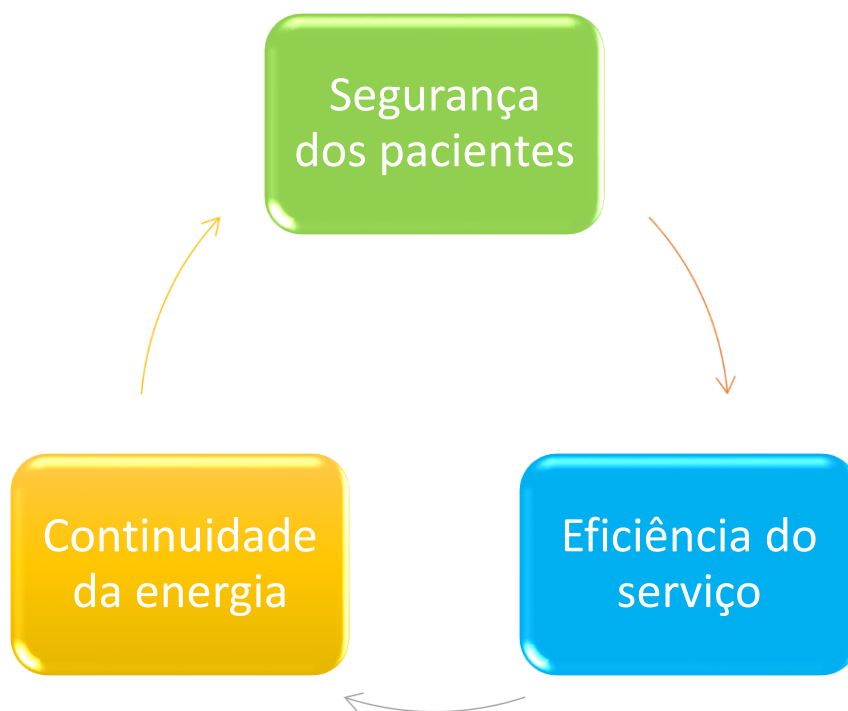 Segurança
dos pacientes
Continuidade
da energia
Eficiência do
serviço